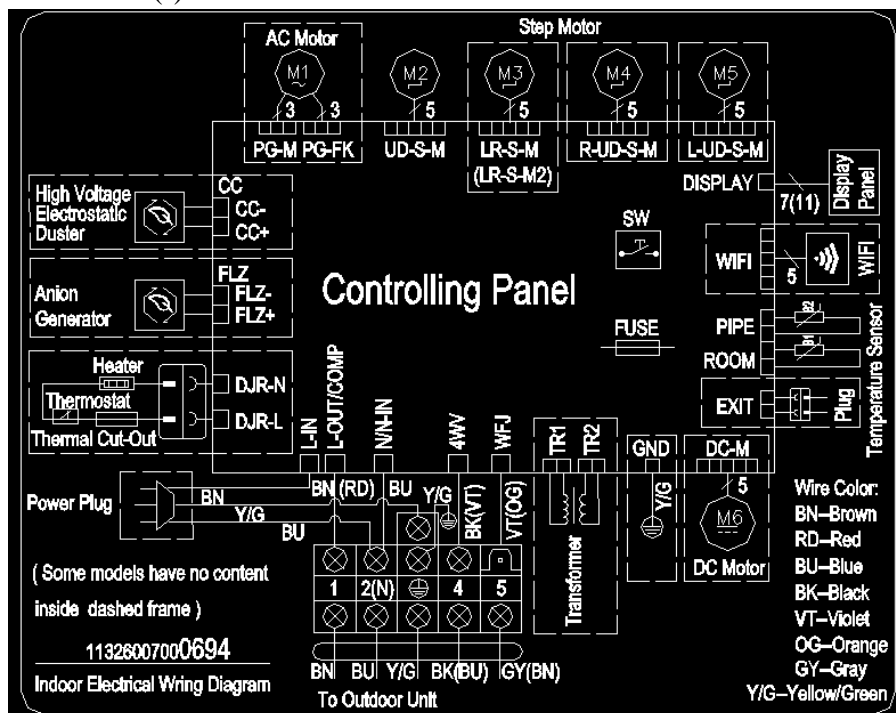 AC Motor
Step Motor
M1
M2
M3
M4
M5
3 3 5 5 5 5
PG-M PG-FK UD-S-M LR-S-M R-UD-S-M L-UD-S-M
(LR-S-M2)
DISPLAY
7(11)
Display
Panel
High Voltage
Electrostatic
Duster
CC
CC-
CC+
SW
WIFI
5
WIFI
Anion
Generator
FLZ
FLZ-
FLZ+
Controlling Panel
FUSE
PIPE
B2
ROOM
B1
Temperature Sensor
Heater
Thermostat
Thermal Cut-Out
DJR-N
DJR-L
EXIT
Plug
L-IN
L-OUT/COMP
N/N-IN
4WV
WFJ
TR1
TR2
GND
DC-M
5
M6
DC Motor
Power Plug
BN
BN(RD)
BU
Y/G
BK(VT)
VT(OG)
Y/G
Y/G
BU
Transformer
1 2(N) 4 5
BN BU Y/G BK(BU) GY(BN)
To Outdoor Unit
( Some models have no content
inside dashed frame )
11326007000694
Indoor Electrical Wring Diagram
Wire Color:
BN–Brown
RD–Red
BU–Blue
BK–Black
VT–Violet
OG–Orange
GY–Gray
Y/G–Yellow/Green